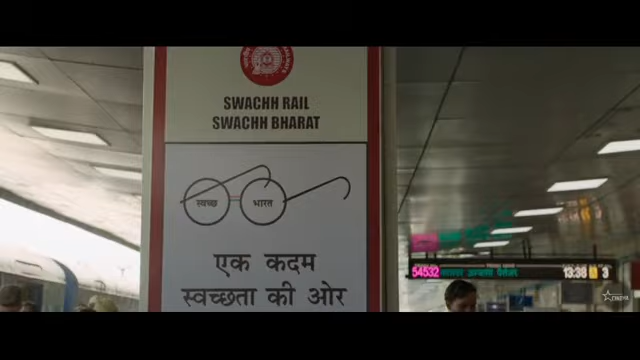 SWACHH RAIL
SWACHH BHARAT
स्वच्छ भारत
एक कदम
स्वच्छता की ओर
54532
13:38 3